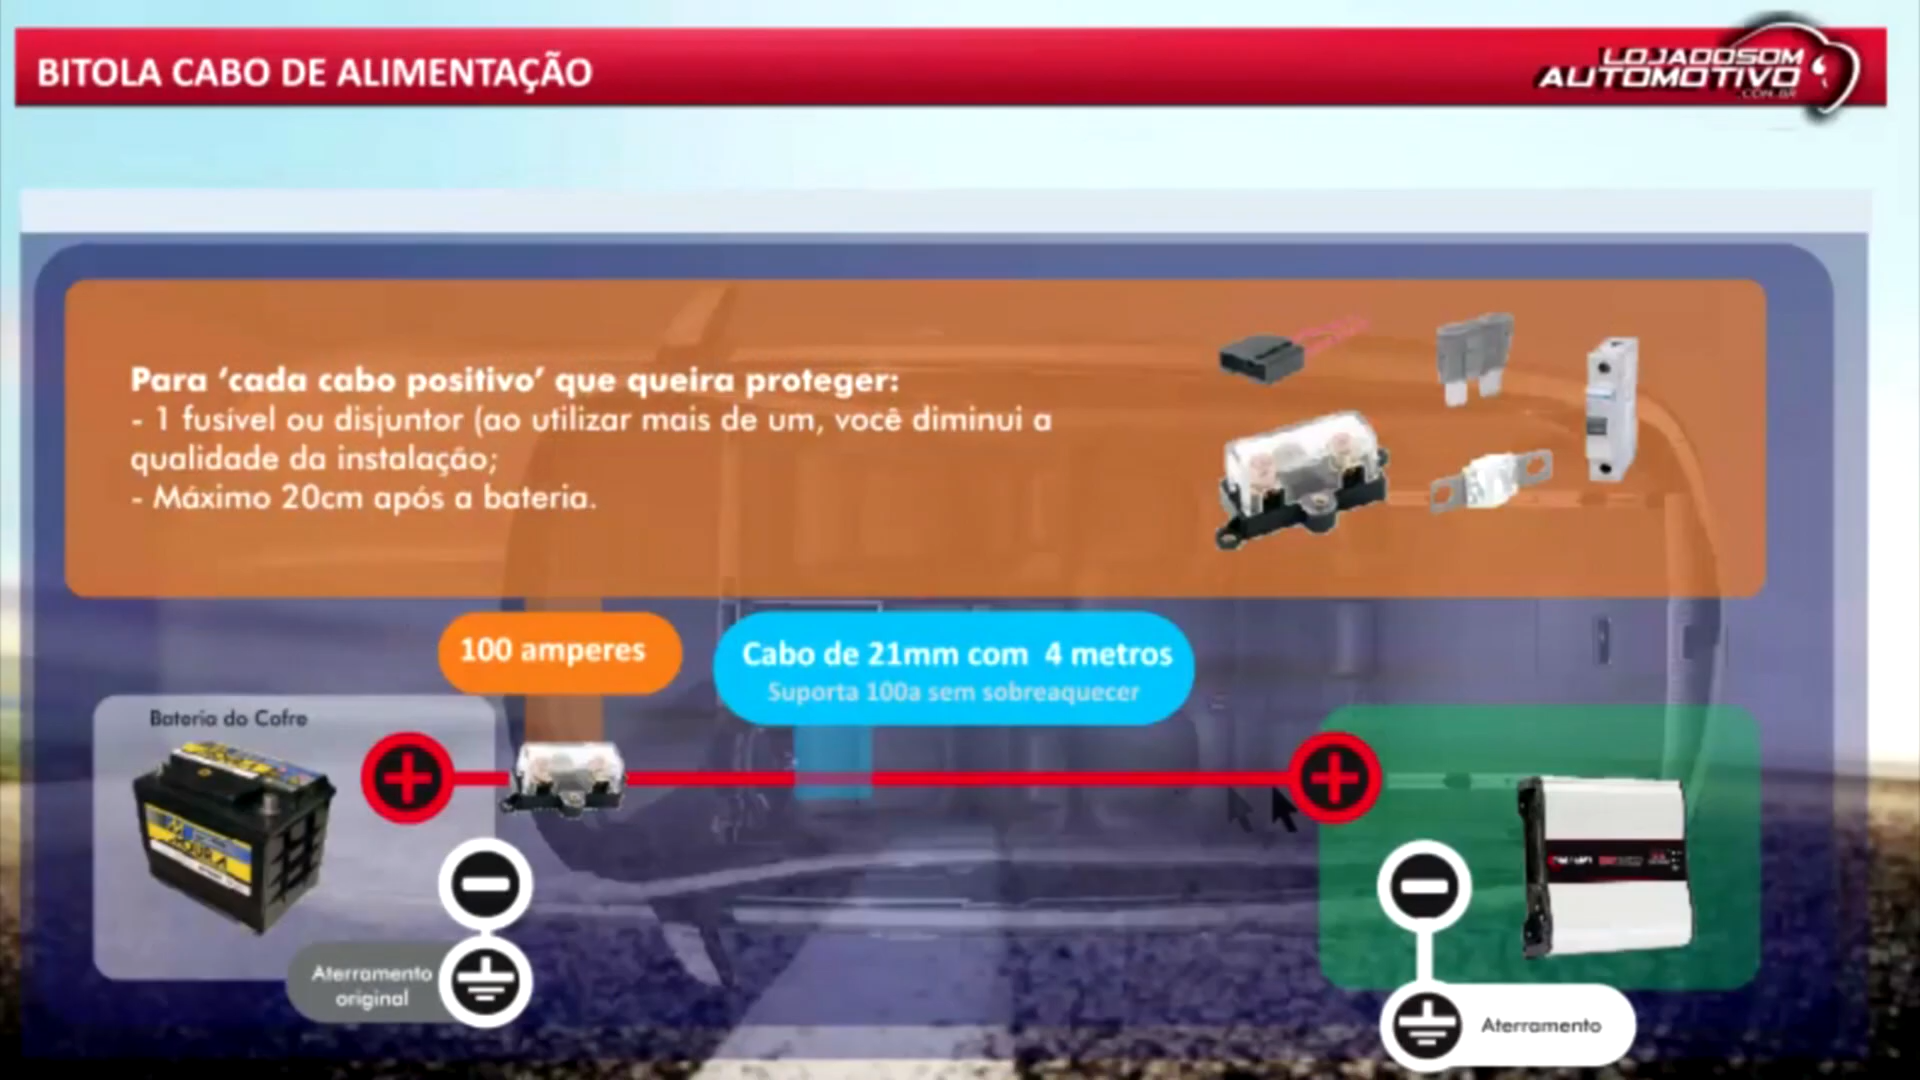 BITOLA CABO DE ALIMENTAÇÃO
LOJADOSOM
AUTOMOTIVO
.COM.BR
Para ‘cada cabo positivo’ que queira proteger:
- 1 fusível ou disjuntor (ao utilizar mais de um, você diminui a
qualidade da instalação;
- Máximo 20cm após a bateria.
100 amperes
Cabo de 21mm com 4 metros
Suporta 100a sem sobreaquecer
Bateria do Cofre
MOURA
Aterramento
original
Aterramento